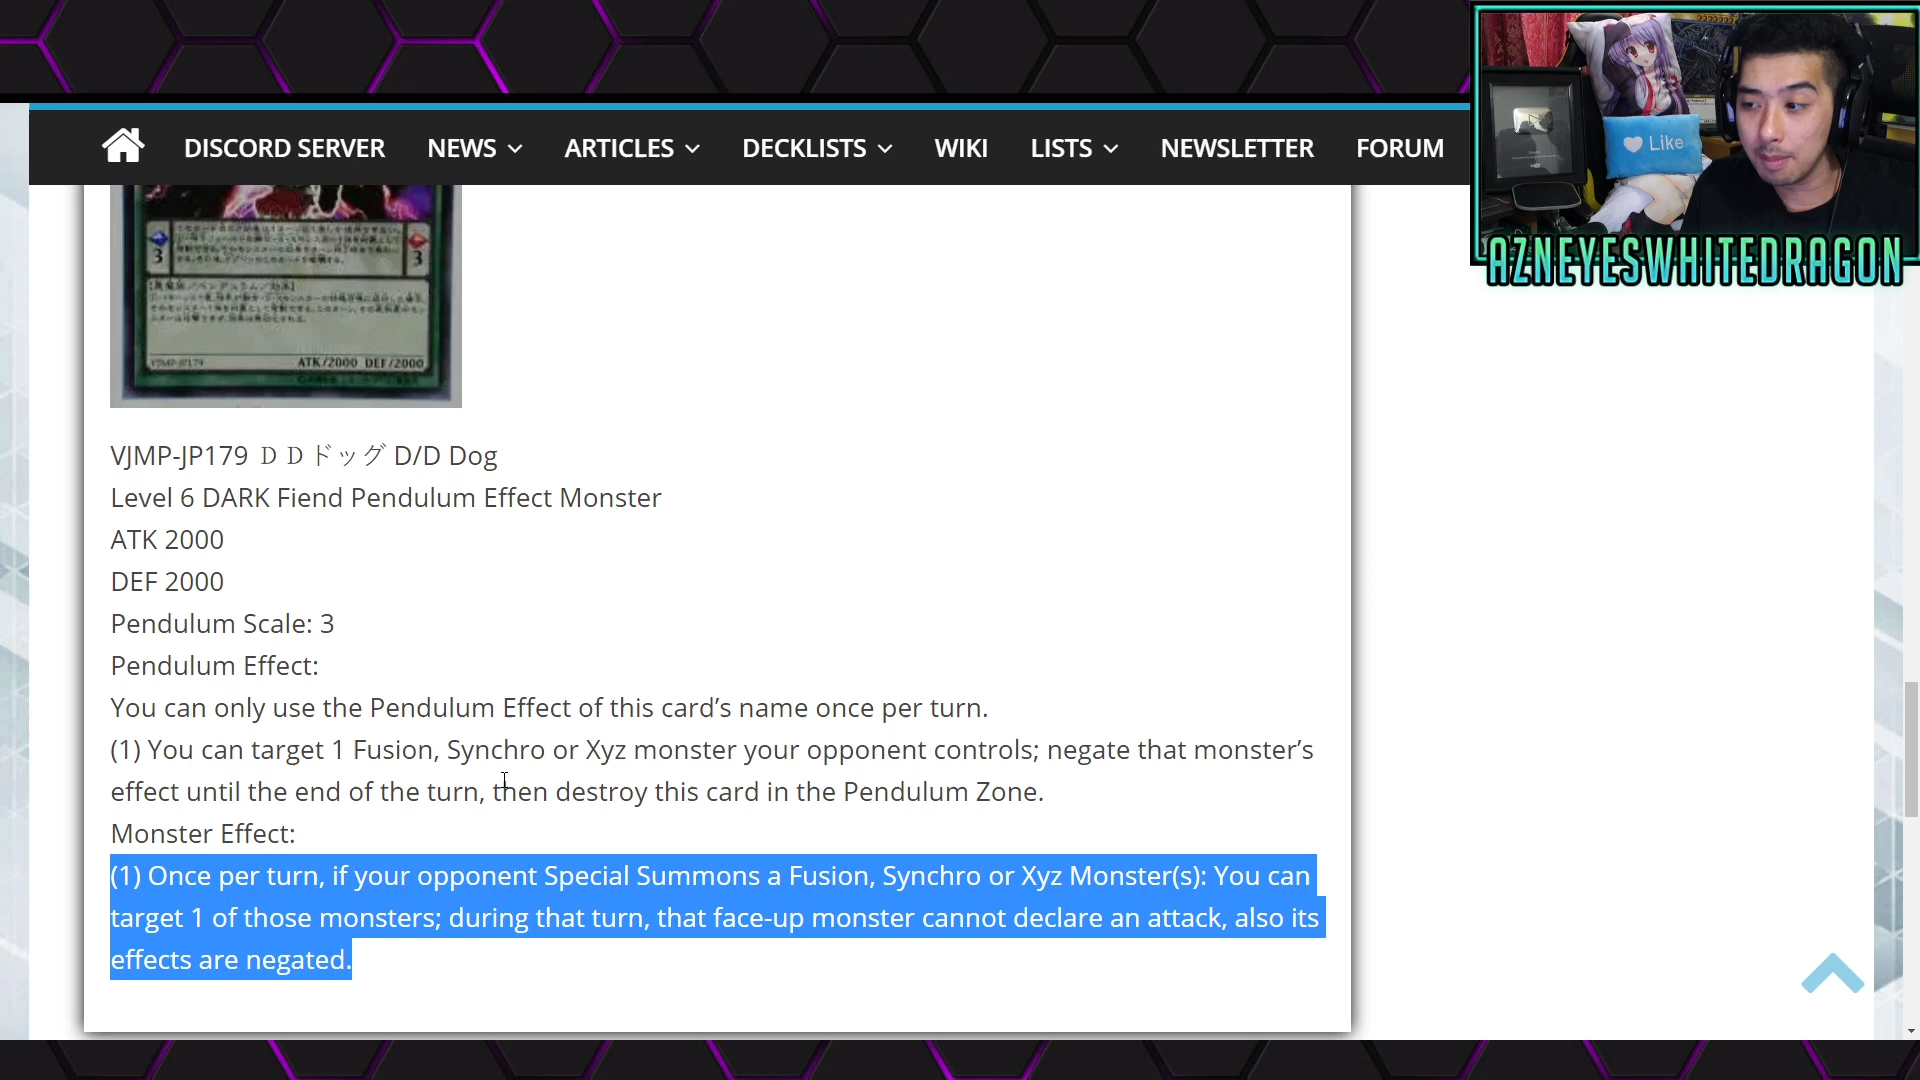 DISCORD SERVER NEWS ARTICLES DECKLISTS WIKI LISTS NEWSLETTER FORUM
Like
AZNEYESWHITEDRAGON
3 3
VJMP-JP179 ATK/2000 DEF/2000
VJMP-JP179 ＤＤドッグ D/D Dog
Level 6 DARK Fiend Pendulum Effect Monster
ATK 2000
DEF 2000
Pendulum Scale: 3
Pendulum Effect:
You can only use the Pendulum Effect of this card’s name once per turn.
(1) You can target 1 Fusion, Synchro or Xyz monster your opponent controls; negate that monster’s
effect until the end of the turn, then destroy this card in the Pendulum Zone.
Monster Effect:
(1) Once per turn, if your opponent Special Summons a Fusion, Synchro or Xyz Monster(s): You can
target 1 of those monsters; during that turn, that face-up monster cannot declare an attack, also its
effects are negated.